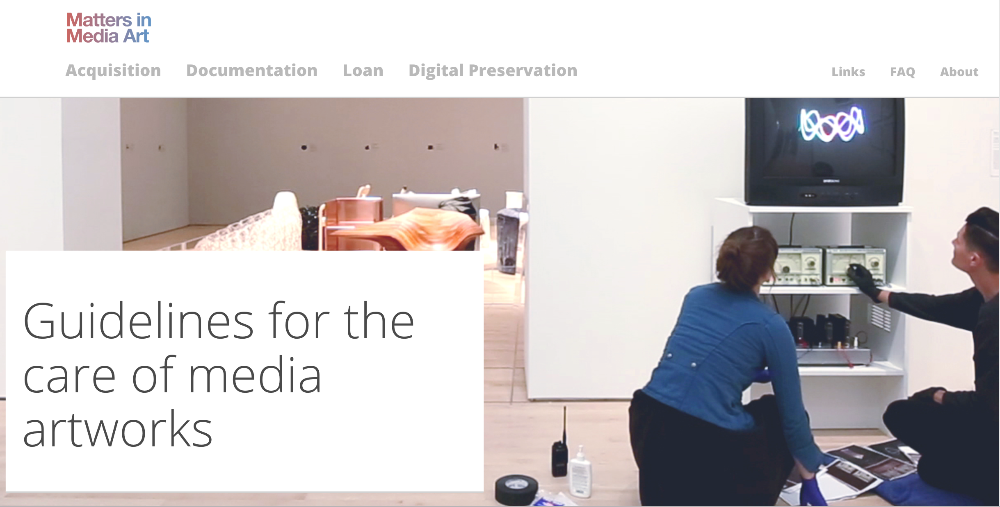 Matters in
Media Art
Acquisition Documentation Loan Digital Preservation Links FAQ About
SAMSUNG
Guidelines for the
care of media
artworks